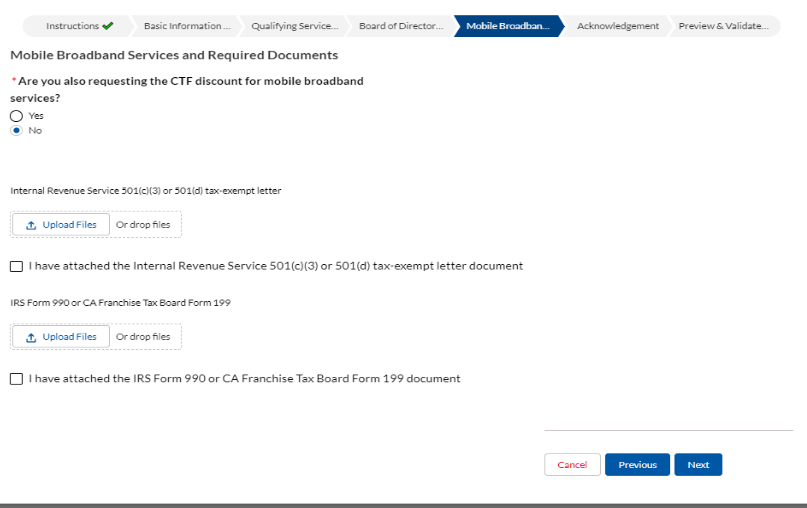 Instructions
Basic Information ...
Qualifying Service...
Board of Director...
Mobile Broadban...
Acknowledgement
Preview & Validate...
Mobile Broadband Services and Required Documents
* Are you also requesting the CTF discount for mobile broadband
services?
Yes
No
Internal Revenue Service 501(c)(3) or 501(d) tax-exempt letter
Upload Files Or drop files
I have attached the Internal Revenue Service 501(c)(3) or 501(d) tax-exempt letter document
IRS Form 990 or CA Franchise Tax Board Form 199
Upload Files Or drop files
I have attached the IRS Form 990 or CA Franchise Tax Board Form 199 document
Cancel Previous Next